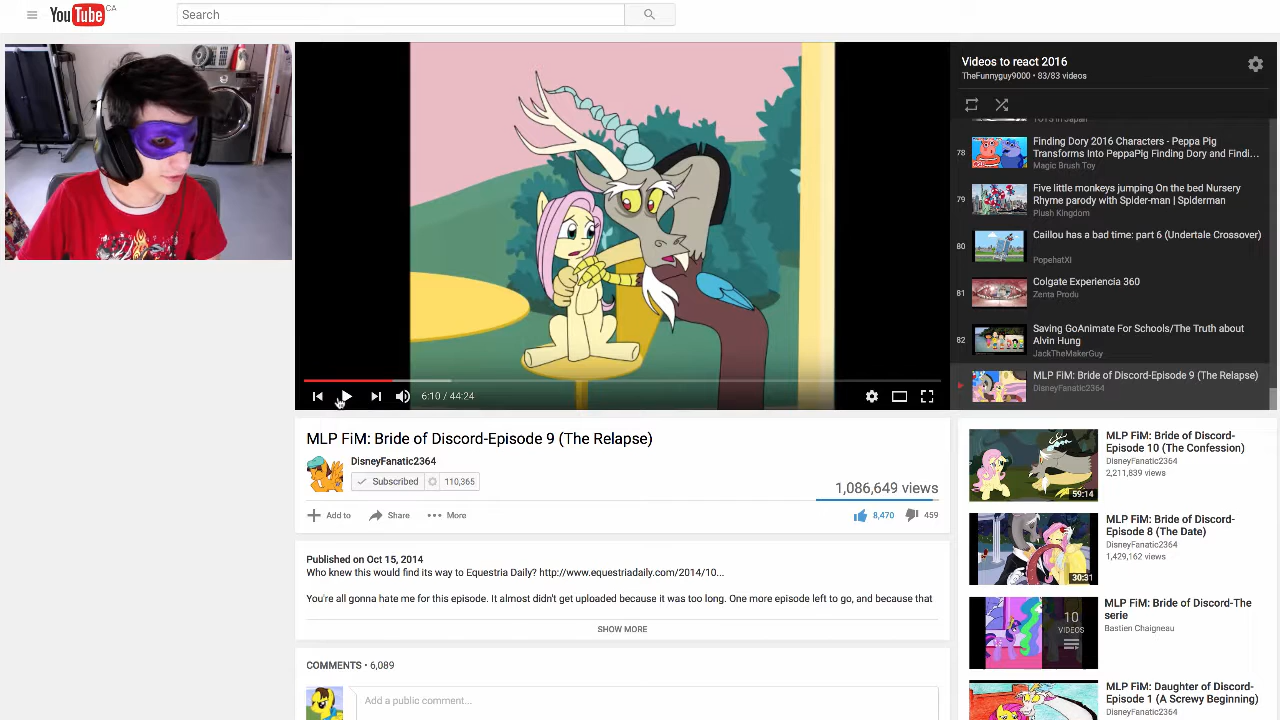 YouTube CA
Search
Videos to react 2016
TheFunnyguy9000 • 83/83 videos
TOYS in Japan
78
Finding Dory 2016 Characters - Peppa Pig
Transforms Into PeppaPig Finding Dory and Findi...
Magic Brush Toy
79
Five little monkeys jumping On the bed Nursery
Rhyme parody with Spider-man | Spiderman
Plush Kingdom
80
Caillou has a bad time: part 6 (Undertale Crossover)
PopehatXI
81
Colgate Experiencia 360
Zenta Produ
82
Saving GoAnimate For Schools/The Truth about
Alvin Hung
JackTheMakerGuy
MLP FiM: Bride of Discord-Episode 9 (The Relapse)
DisneyFanatic2364
6:10 / 44:24
MLP FiM: Bride of Discord-Episode 9 (The Relapse)
DisneyFanatic2364
Subscribed 110,365
1,086,649 views
Add to Share More
8,470 459
Published on Oct 15, 2014
Who knew this would find its way to Equestria Daily? http://www.equestriadaily.com/2014/10...
You're all gonna hate me for this episode. It almost didn't get uploaded because it was too long. One more episode left to go, and because that
SHOW MORE
COMMENTS • 6,089
Add a public comment...
MLP FiM: Bride of Discord-
Episode 10 (The Confession)
DisneyFanatic2364
2,211,839 views
59:14
MLP FiM: Bride of Discord-
Episode 8 (The Date)
DisneyFanatic2364
1,429,162 views
30:31
MLP FiM: Bride of Discord-The
serie
Bastien Chaigneau
10
VIDEOS
MLP FiM: Daughter of Discord-
Episode 1 (A Screwy Beginning)
DisneyFanatic2364